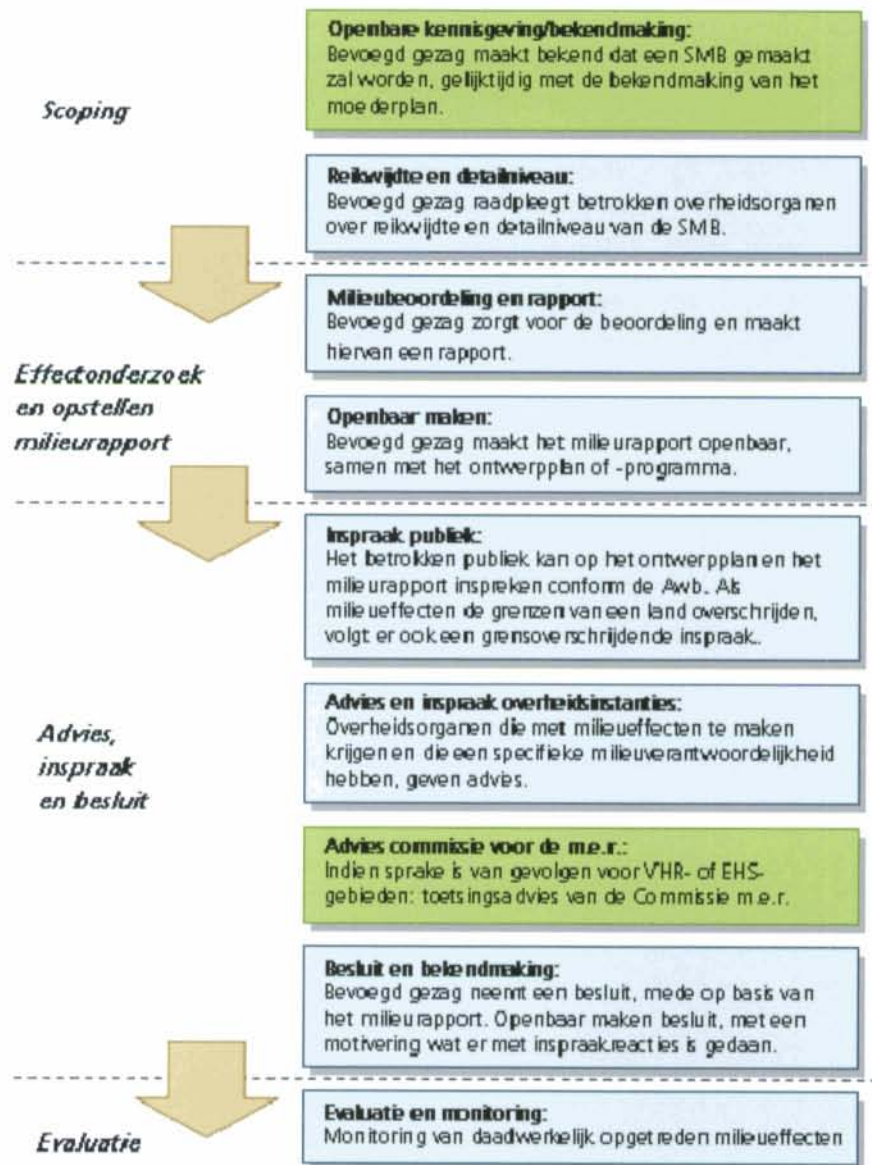 Scoping
Openbare kennisgeving/bekendmaking:
Bevoegd gezag maakt bekend dat een SMB gemaakt
zal worden, gelijktijdig met de bekendmaking van het
moederplan.
Reikwijdte en detailniveau:
Bevoegd gezag raadpleegt betrokken overheidsorganen
over reikwijdte en detailniveau van de SMB.
Effectonderzoek
en opstellen
milieurapport
Milieubeoordeling en rapport:
Bevoegd gezag zorgt voor de beoordeling en maakt
hiervan een rapport.
Openbaar maken:
Bevoegd gezag maakt het milieurapport openbaar,
samen met het ontwerpplan of -programma.
Advies,
inspraak
en besluit
Inspraak publiek:
Het betrokken publiek kan op het ontwerpplan en het
milieurapport inspreken conform de Awb. Als
milieueffecten de grenzen van een land overschrijden,
volgt er ook een grensoverschrijdende inspraak.
Advies en inspraak overheidsinstanties:
Overheidsorganen die met milieueffecten te maken
krijgen en die een specifieke milieuverantwoordelijkheid
hebben, geven advies.
Advies commissie voor de m.e.r.:
Indien sprake is van gevolgen voor VHR- of EHS-
gebieden: toetsingsadvies van de Commissie m.e.r.
Besluit en bekendmaking:
Bevoegd gezag neemt een besluit, mede op basis van
het milieurapport. Openbaar maken besluit, met een
motivering wat er met inspraakreacties is gedaan.
Evaluatie
Evaluatie en monitoring:
Monitoring van daadwerkelijk opgetreden milieueffecten